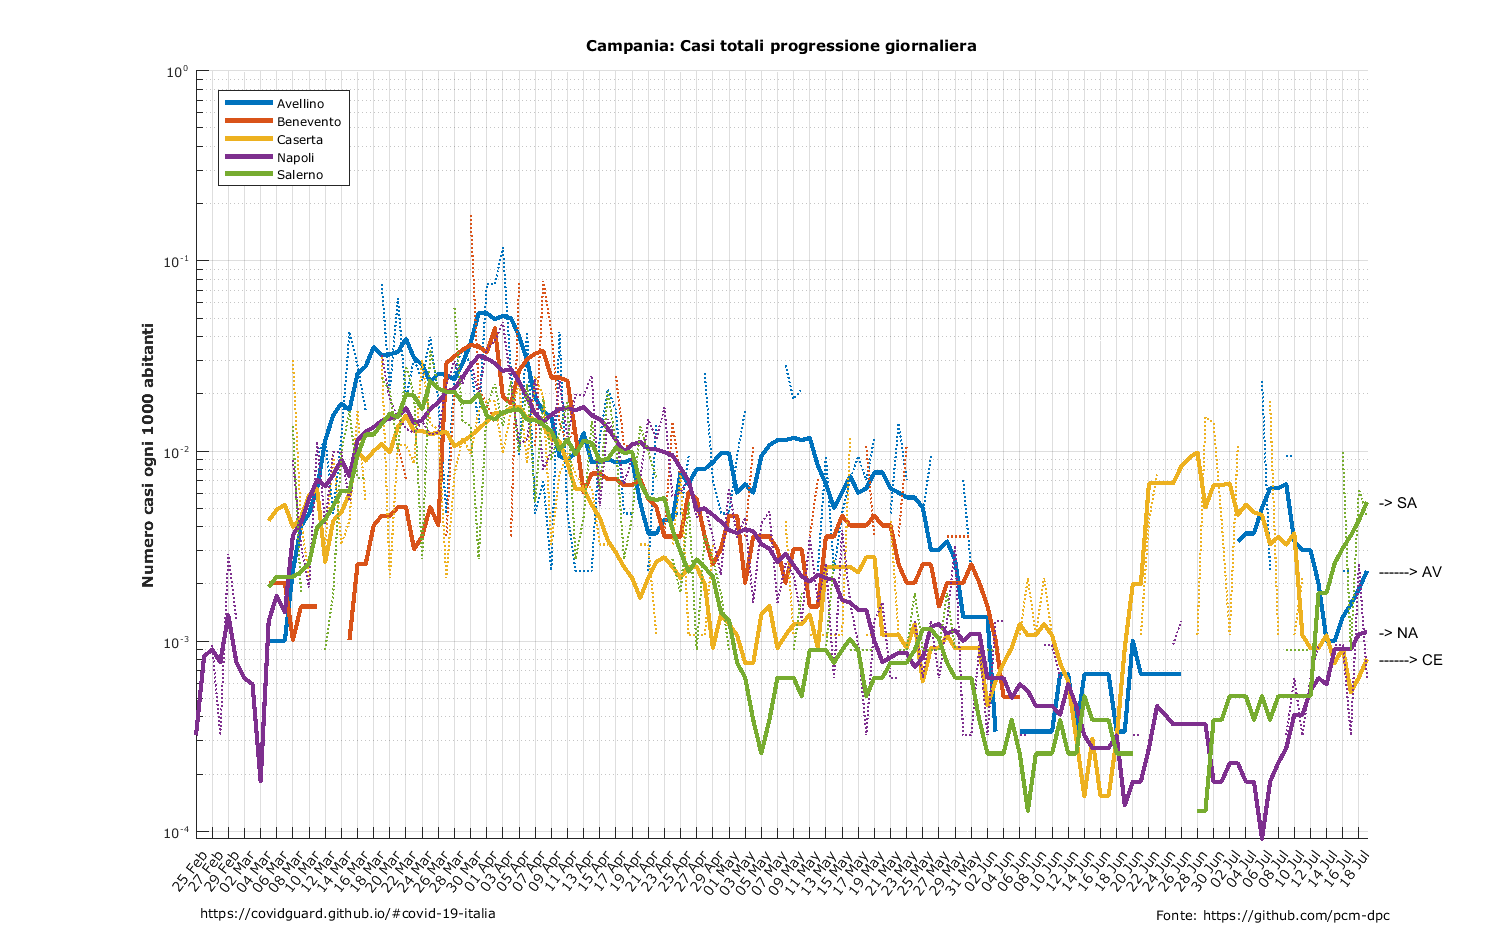 Campania: Casi totali progressione giornaliera
10⁰
10⁻¹
10⁻²
10⁻³
10⁻⁴
Numero casi ogni 1000 abitanti
Avellino
Benevento
Caserta
Napoli
Salerno
-> SA
------> AV
-> NA
------> CE
25 Feb
27 Feb
29 Feb
02 Mar
04 Mar
06 Mar
08 Mar
10 Mar
12 Mar
14 Mar
16 Mar
18 Mar
20 Mar
22 Mar
24 Mar
26 Mar
28 Mar
30 Mar
01 Apr
03 Apr
05 Apr
07 Apr
09 Apr
11 Apr
13 Apr
15 Apr
17 Apr
19 Apr
21 Apr
23 Apr
25 Apr
27 Apr
29 Apr
01 May
03 May
05 May
07 May
09 May
11 May
13 May
15 May
17 May
19 May
21 May
23 May
25 May
27 May
29 May
31 May
02 Jun
04 Jun
06 Jun
08 Jun
10 Jun
12 Jun
14 Jun
16 Jun
18 Jun
20 Jun
22 Jun
24 Jun
26 Jun
28 Jun
30 Jun
02 Jul
04 Jul
06 Jul
08 Jul
10 Jul
12 Jul
14 Jul
16 Jul
18 Jul
https://covidguard.github.io/#covid-19-italia
Fonte: https://github.com/pcm-dpc